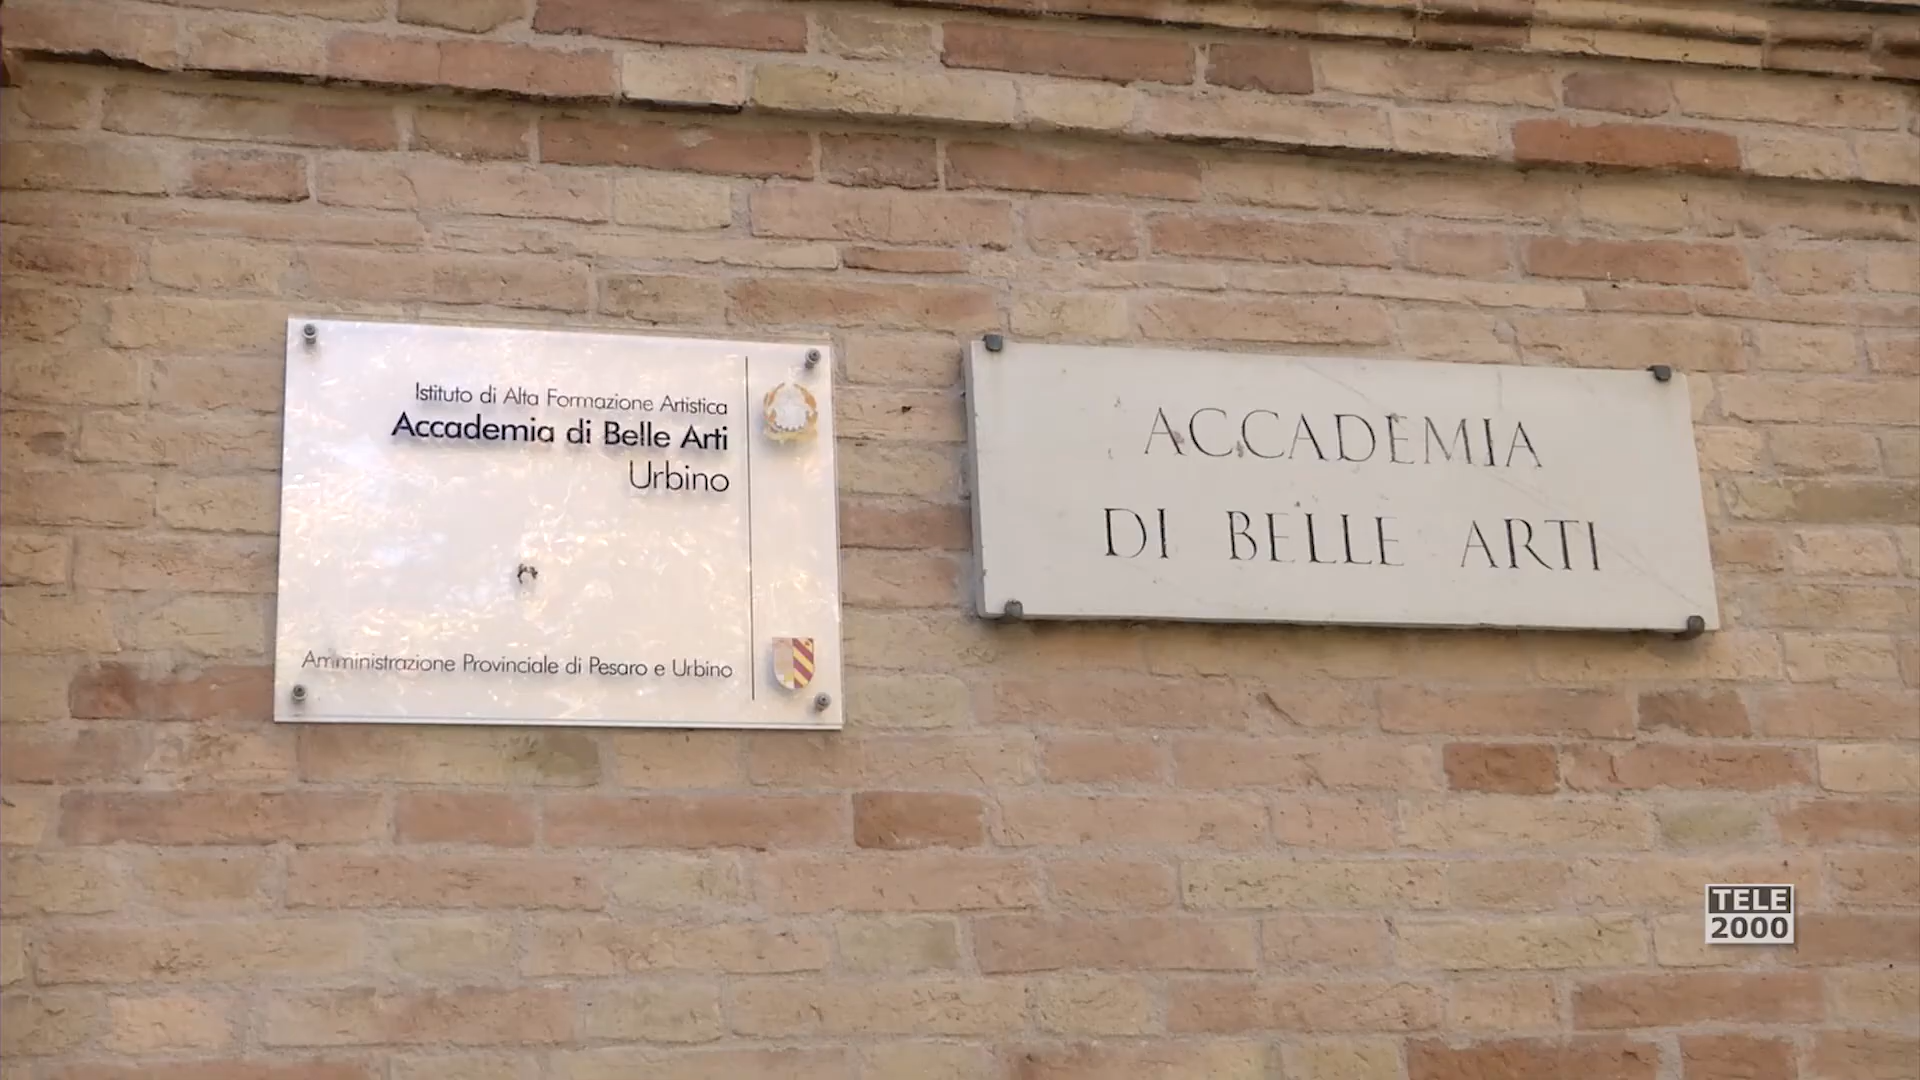 Istituto di Alta Formazione Artistica
Accademia di Belle Arti
Urbino
Amministrazione Provinciale di Pesaro e Urbino
ACCADEMIA
DI BELLE ARTI
TELE
2000